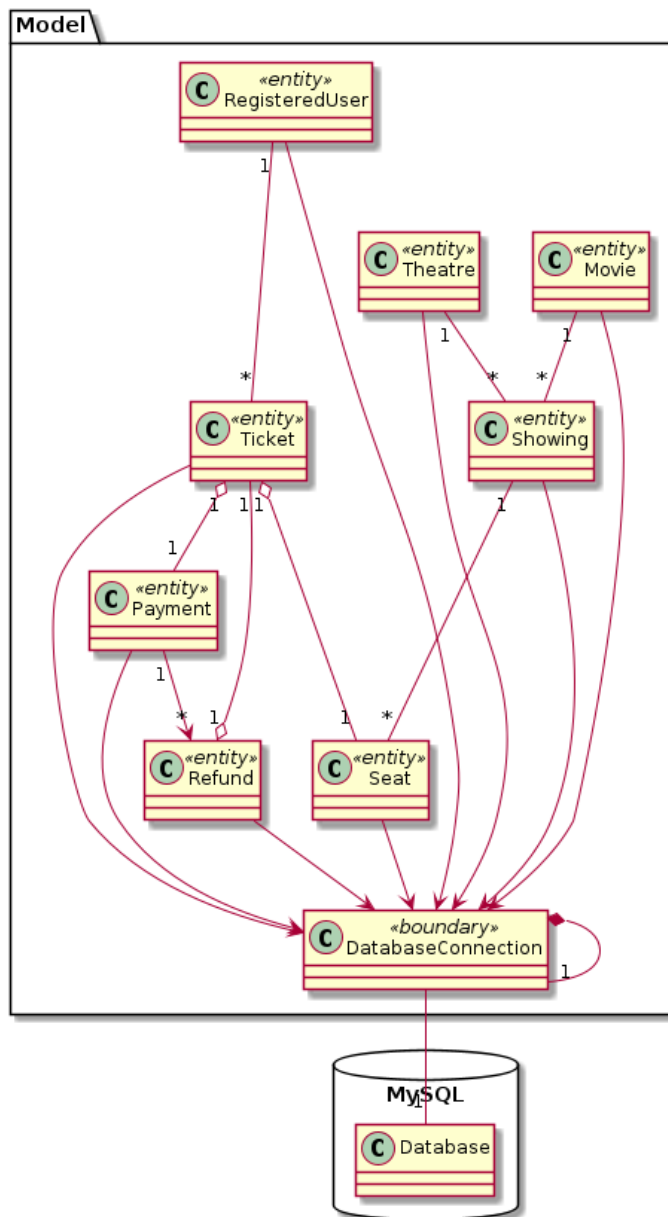 Model
C
«entity»
RegisteredUser
1
C
«entity»
Theatre
C
«entity»
Movie
1
1
*
*
*
C
«entity»
Ticket
C
«entity»
Showing
1
1
1
1
1
C
«entity»
Payment
1
*
1
1
*
C
«entity»
Refund
C
«entity»
Seat
C
«boundary»
DatabaseConnection
1
MySQL
1
C
Database